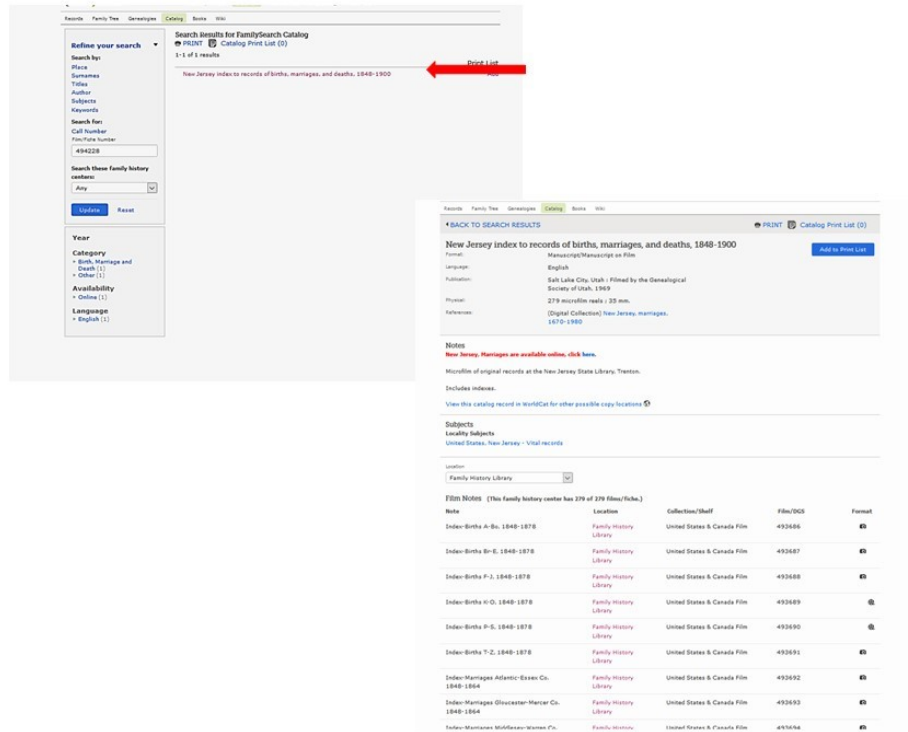 Records Family Tree Genealogies Catalog Books Wiki
Refine your search
Search by:
Place
Surnames
Titles
Author
Subjects
Keywords
Search for:
Call Number
Film/Fiche Number
494228
Search these family history
centers:
Any
Update Reset
Year
Category
Birth, Marriage and
Death (1)
Other (1)
Availability
Online (1)
Language
English (1)
Search Results for FamilySearch Catalog
PRINT Catalog Print List (0)
1-1 of 1 results
Print List
New Jersey index to records of births, marriages, and deaths, 1848-1900
Records Family Tree Genealogies Catalog Books Wiki
BACK TO SEARCH RESULTS PRINT Catalog Print List (0)
New Jersey index to records of births, marriages, and deaths, 1848-1900 Add to Print List
Format: Manuscript/Manuscript on Film
Language: English
Publication: Salt Lake City, Utah : Filmed by the Genealogical
Society of Utah, 1969
Physical: 279 microfilm reels ; 35 mm.
References: (Digital Collection) New Jersey, marriages,
1670-1980
Notes
New Jersey, Marriages are available online, click here.
Microfilm of original records at the New Jersey State Library, Trenton.
Includes indexes.
View this catalog record in WorldCat for other possible copy locations
Subjects
Locality Subjects
United States, New Jersey - Vital records
Location
Family History Library
Film Notes (This family history center has 279 of 279 films/fiche.)
Note Location Collection/Shelf Film/DGS Format
Index-Births A-Bo, 1848-1878 Family History United States & Canada Film 493686
Library
Index-Births Br-E, 1848-1878 Family History United States & Canada Film 493687
Library
Index-Births F-J, 1848-1878 Family History United States & Canada Film 493688
Library
Index-Births K-O, 1848-1878 Family History United States & Canada Film 493689
Library
Index-Births P-S, 1848-1878 Family History United States & Canada Film 493690
Library
Index-Births T-Z, 1848-1878 Family History United States & Canada Film 493691
Library
Index-Marriages Atlantic-Essex Co. Family History United States & Canada Film 493692
1848-1864 Library
Index-Marriages Gloucester-Mercer Co. Family History United States & Canada Film 493693
1848-1864 Library
Index-Marriages Middlesex-Warren Co. Family History United States & Canada Film 493694